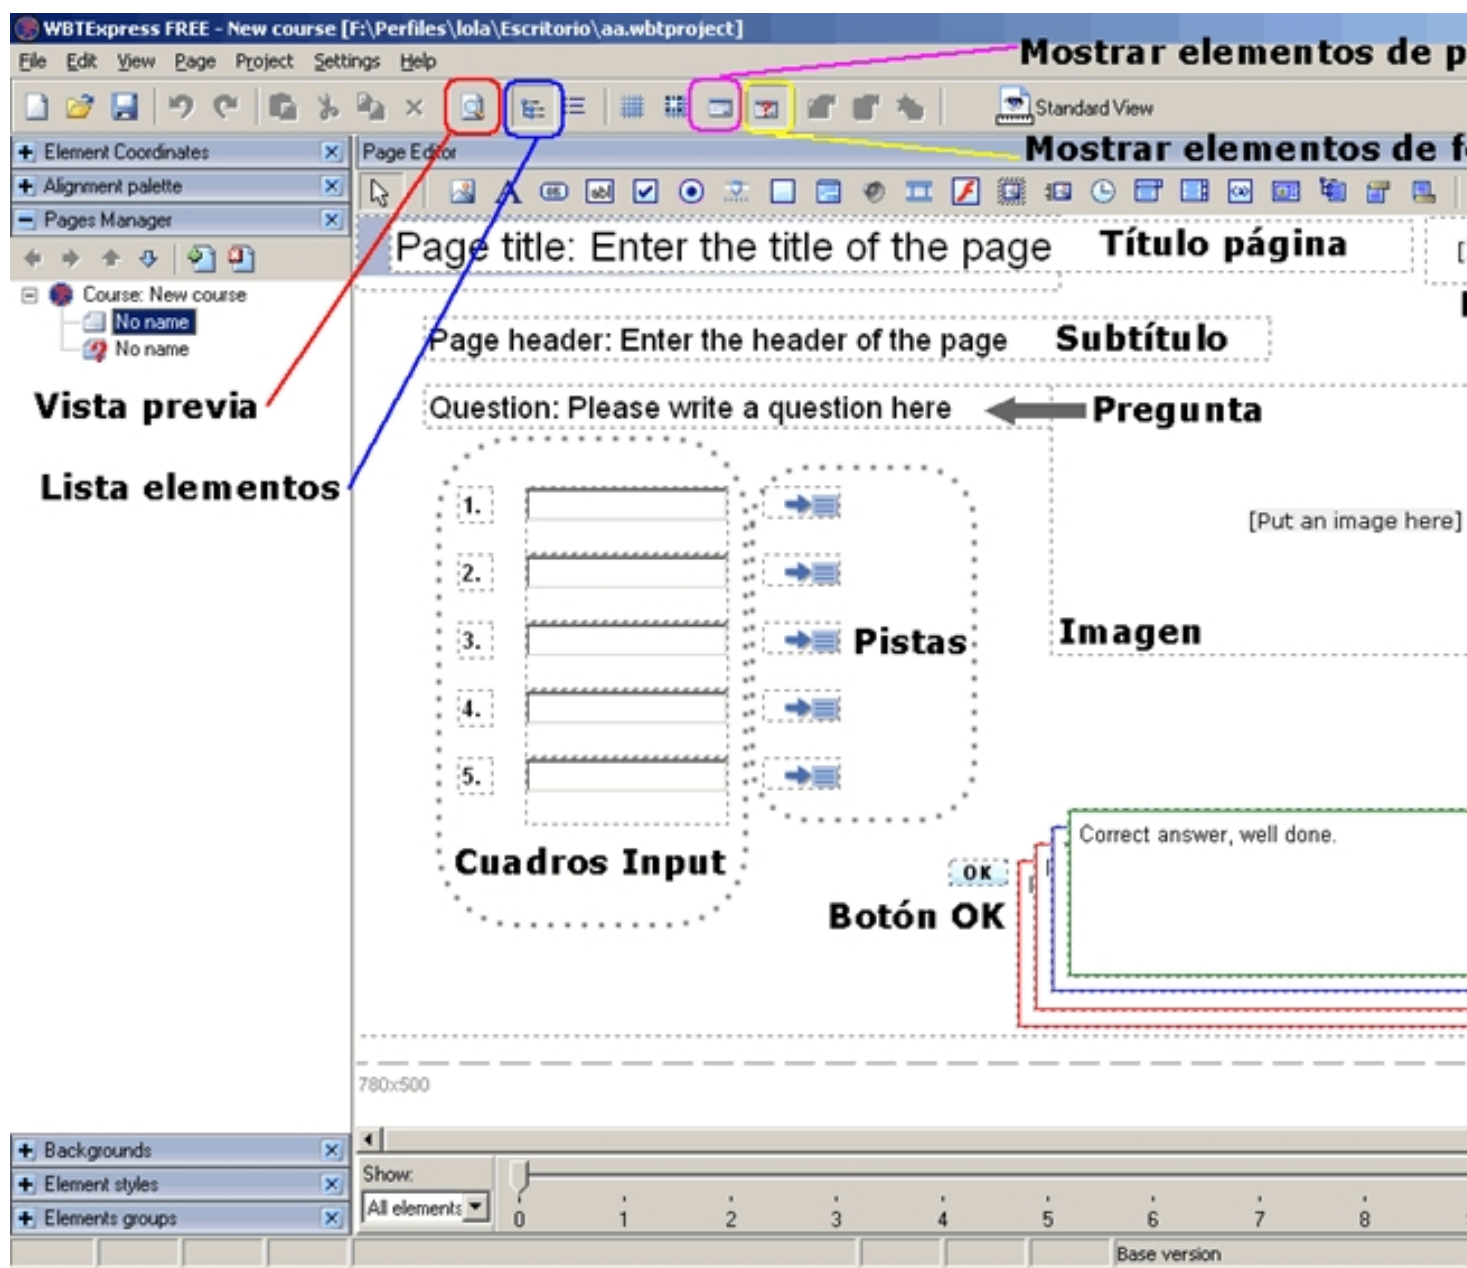 WBTExpress FREE - New course [F:\Perfiles\lola\Escritorio\aa.wbtproject]
File Edit View Page Project Settings Help
Mostrar elementos de p
Standard View
Element Coordinates
Page Editor
Mostrar elementos de f
Alignment palette
Pages Manager
Page title: Enter the title of the page
Título página
Course: New course
No name
No name
Page header: Enter the header of the page
Subtítulo
Vista previa
Question: Please write a question here
Pregunta
Lista elementos
1.
[Put an image here]
2.
3.
Pistas
Imagen
4.
5.
Correct answer, well done.
Cuadros Input
OK
Botón OK
780x500
Backgrounds
Show:
Element styles
All elements
Elements groups
0 1 2 3 4 5 6 7 8
Base version